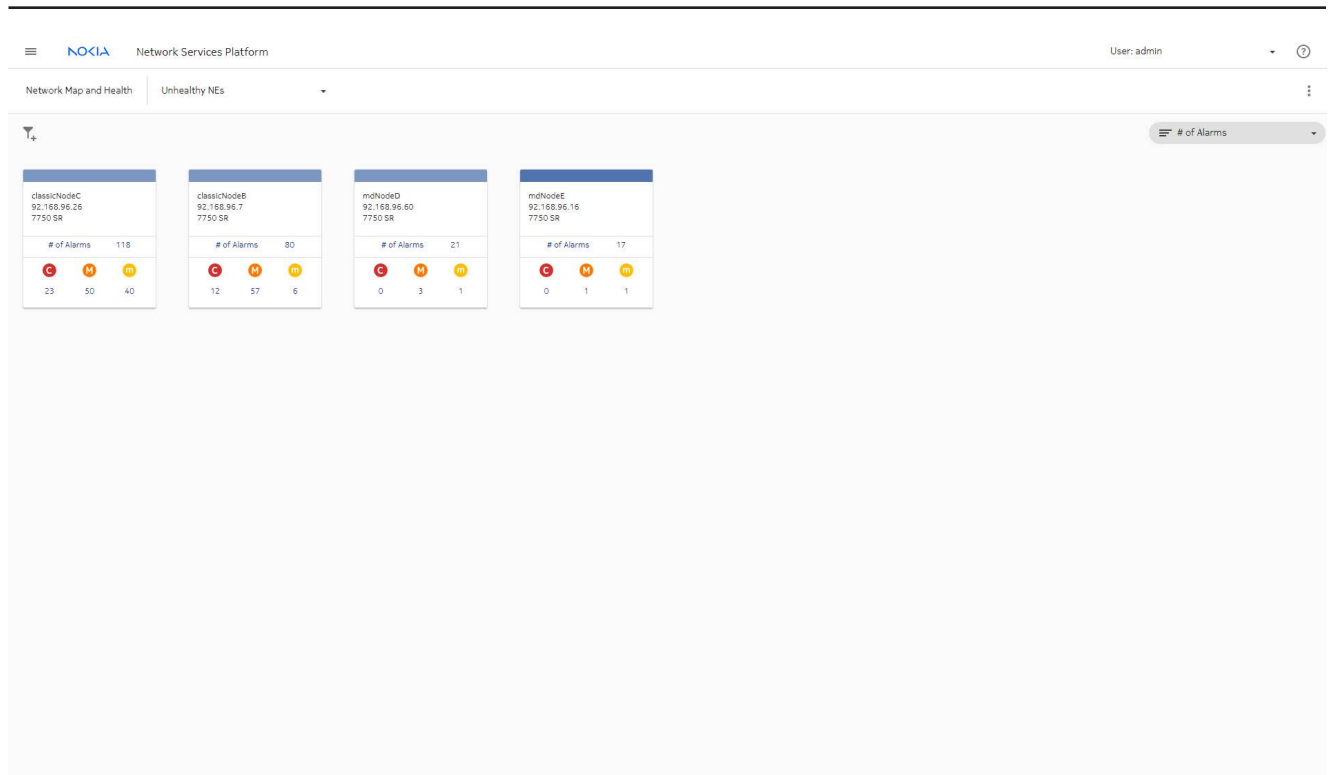 NOKIA Network Services Platform User: admin ?
Network Map and Health Unhealthy NEs
# of Alarms
classicNodeC
92.168.96.26
7750 SR
# of Alarms 118
C M m
23 50 40
classicNodeB
92.168.96.7
7750 SR
# of Alarms 80
C M m
12 57 6
mdNodeD
92.168.96.60
7750 SR
# of Alarms 21
C M m
0 3 1
mdNodeE
92.168.96.16
7750 SR
# of Alarms 17
C M m
0 1 1